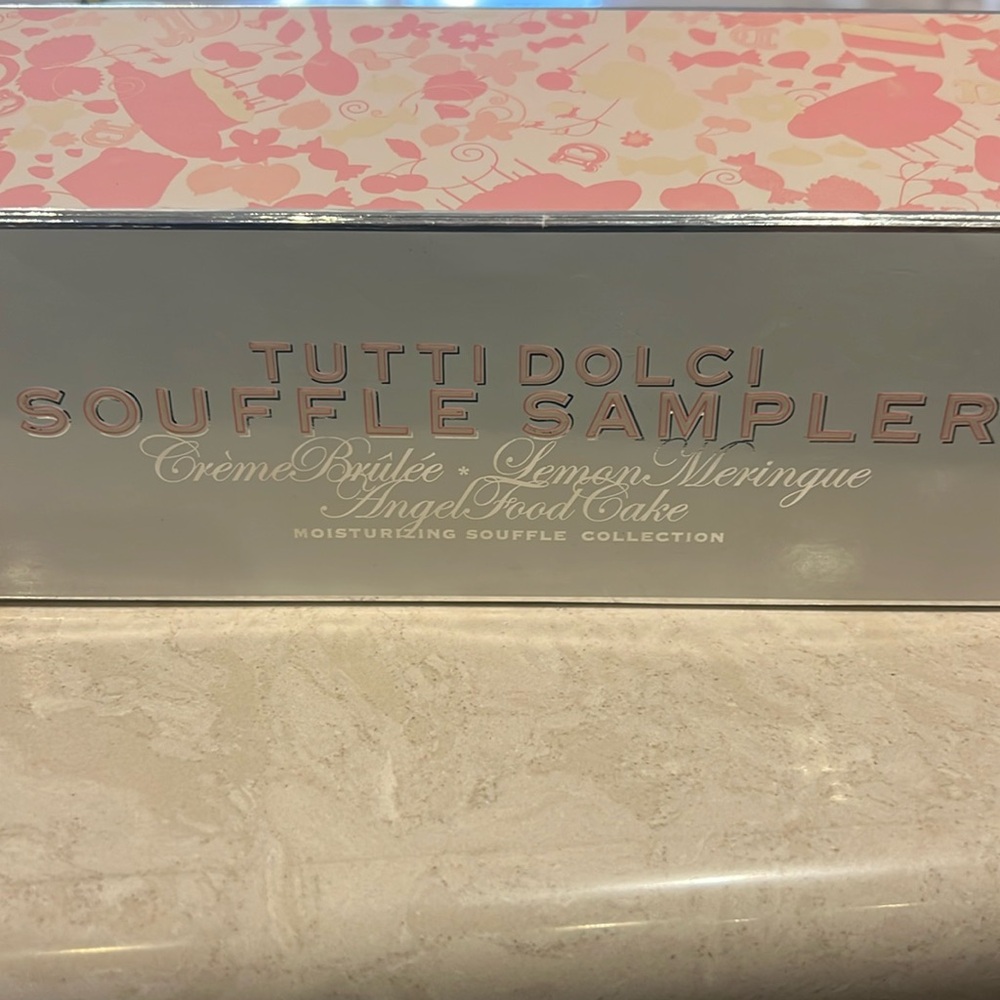 TUTTI DOLCI
SOUFFLE SAMPLER
Crème Brûlée * Lemon Meringue
Angel Food Cake
MOISTURIZING SOUFFLE COLLECTION